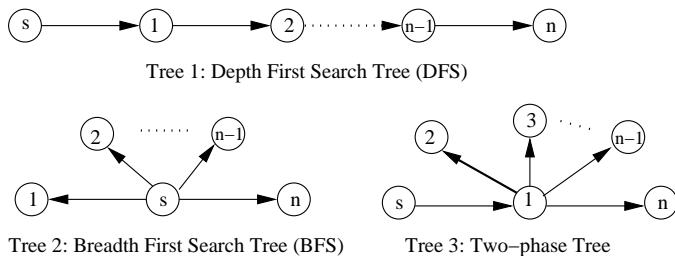 s 1 2 n−1 n
Tree 1: Depth First Search Tree (DFS)
2 n−1
1 s n
Tree 2: Breadth First Search Tree (BFS)
3
2 n−1
s 1 n
Tree 3: Two−phase Tree